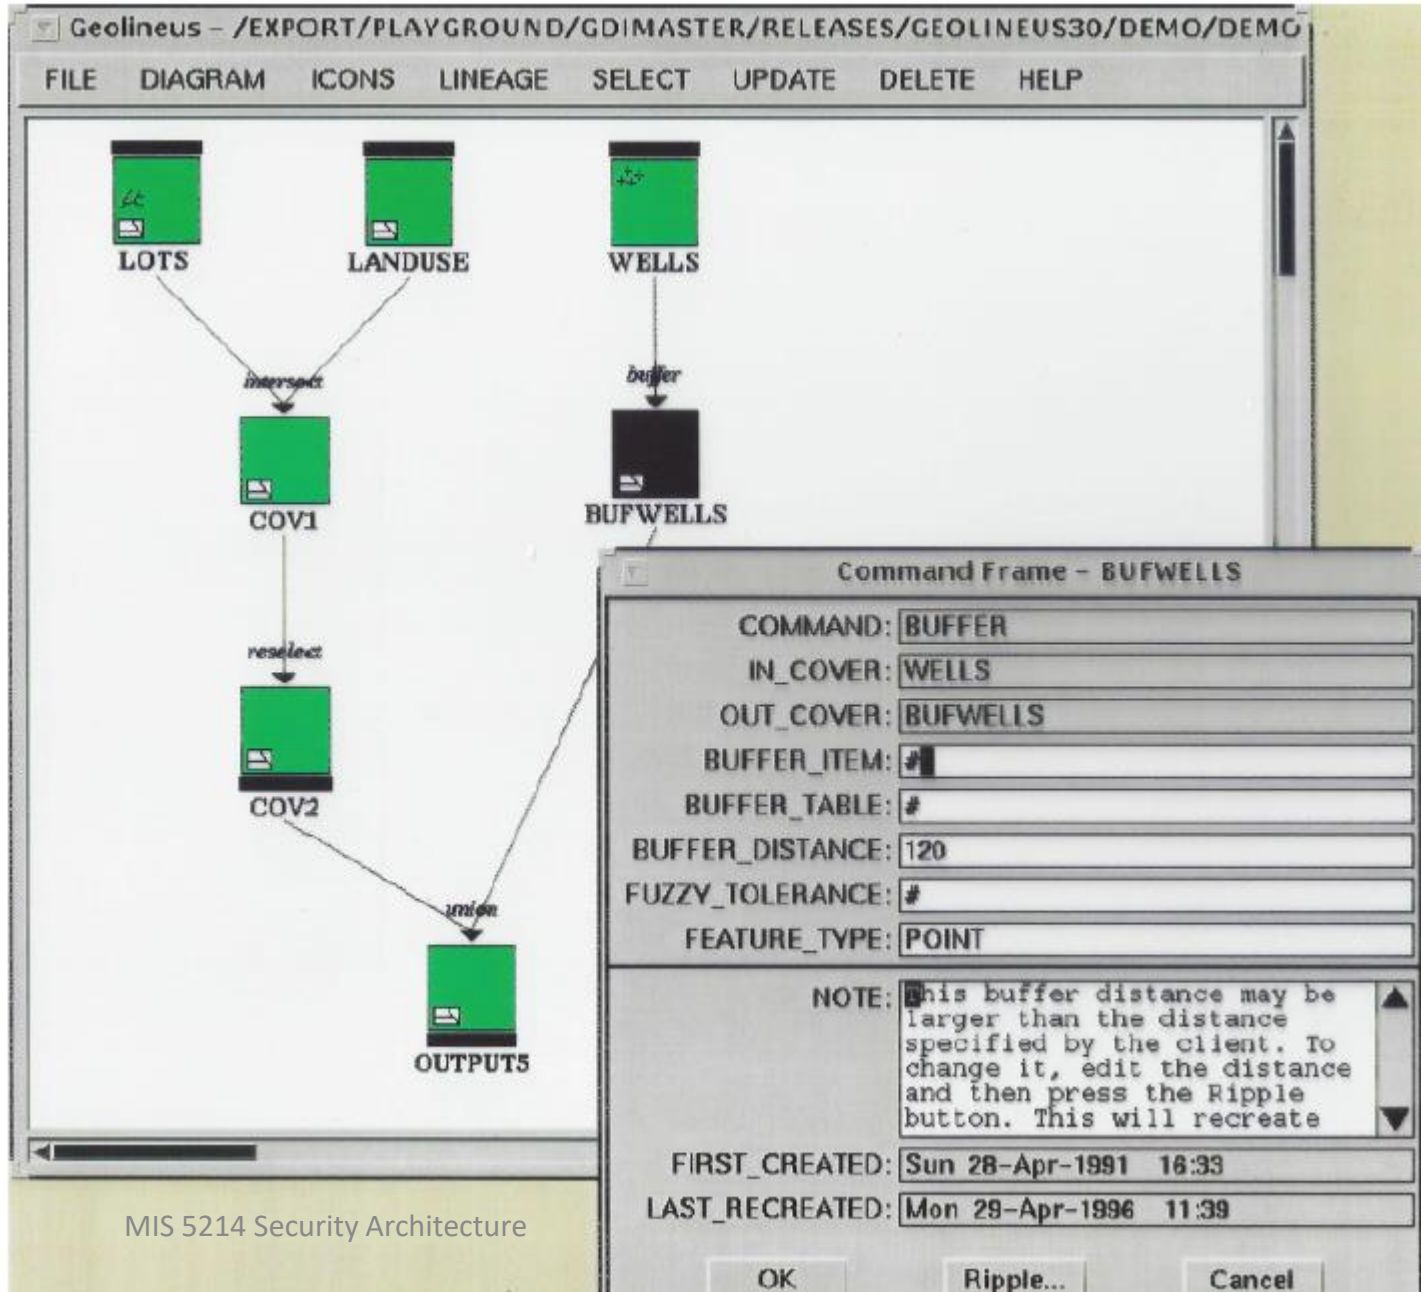 Geolineus - /EXPORT/PLAYGROUND/GDIMASTER/RELEASES/GEOLINEUS30/DEMO/DEMO
FILE DIAGRAM ICONS LINEAGE SELECT UPDATE DELETE HELP
LOTS LANDUSE WELLS
intersect buffer
COV1 BUFWELLS
reselect
COV2
union
OUTPUT5
Command Frame - BUFWELLS
COMMAND: BUFFER
IN_COVER: WELLS
OUT_COVER: BUFWELLS
BUFFER_ITEM: #
BUFFER_TABLE: #
BUFFER_DISTANCE: 120
FUZZY_TOLERANCE: #
FEATURE_TYPE: POINT
NOTE: This buffer distance may be
larger than the distance
specified by the client. To
change it, edit the distance
and then press the Ripple
button. This will recreate
FIRST_CREATED: Sun 28-Apr-1991 16:33
LAST_RECREATED: Mon 29-Apr-1996 11:39
OK Ripple... Cancel
MIS 5214 Security Architecture